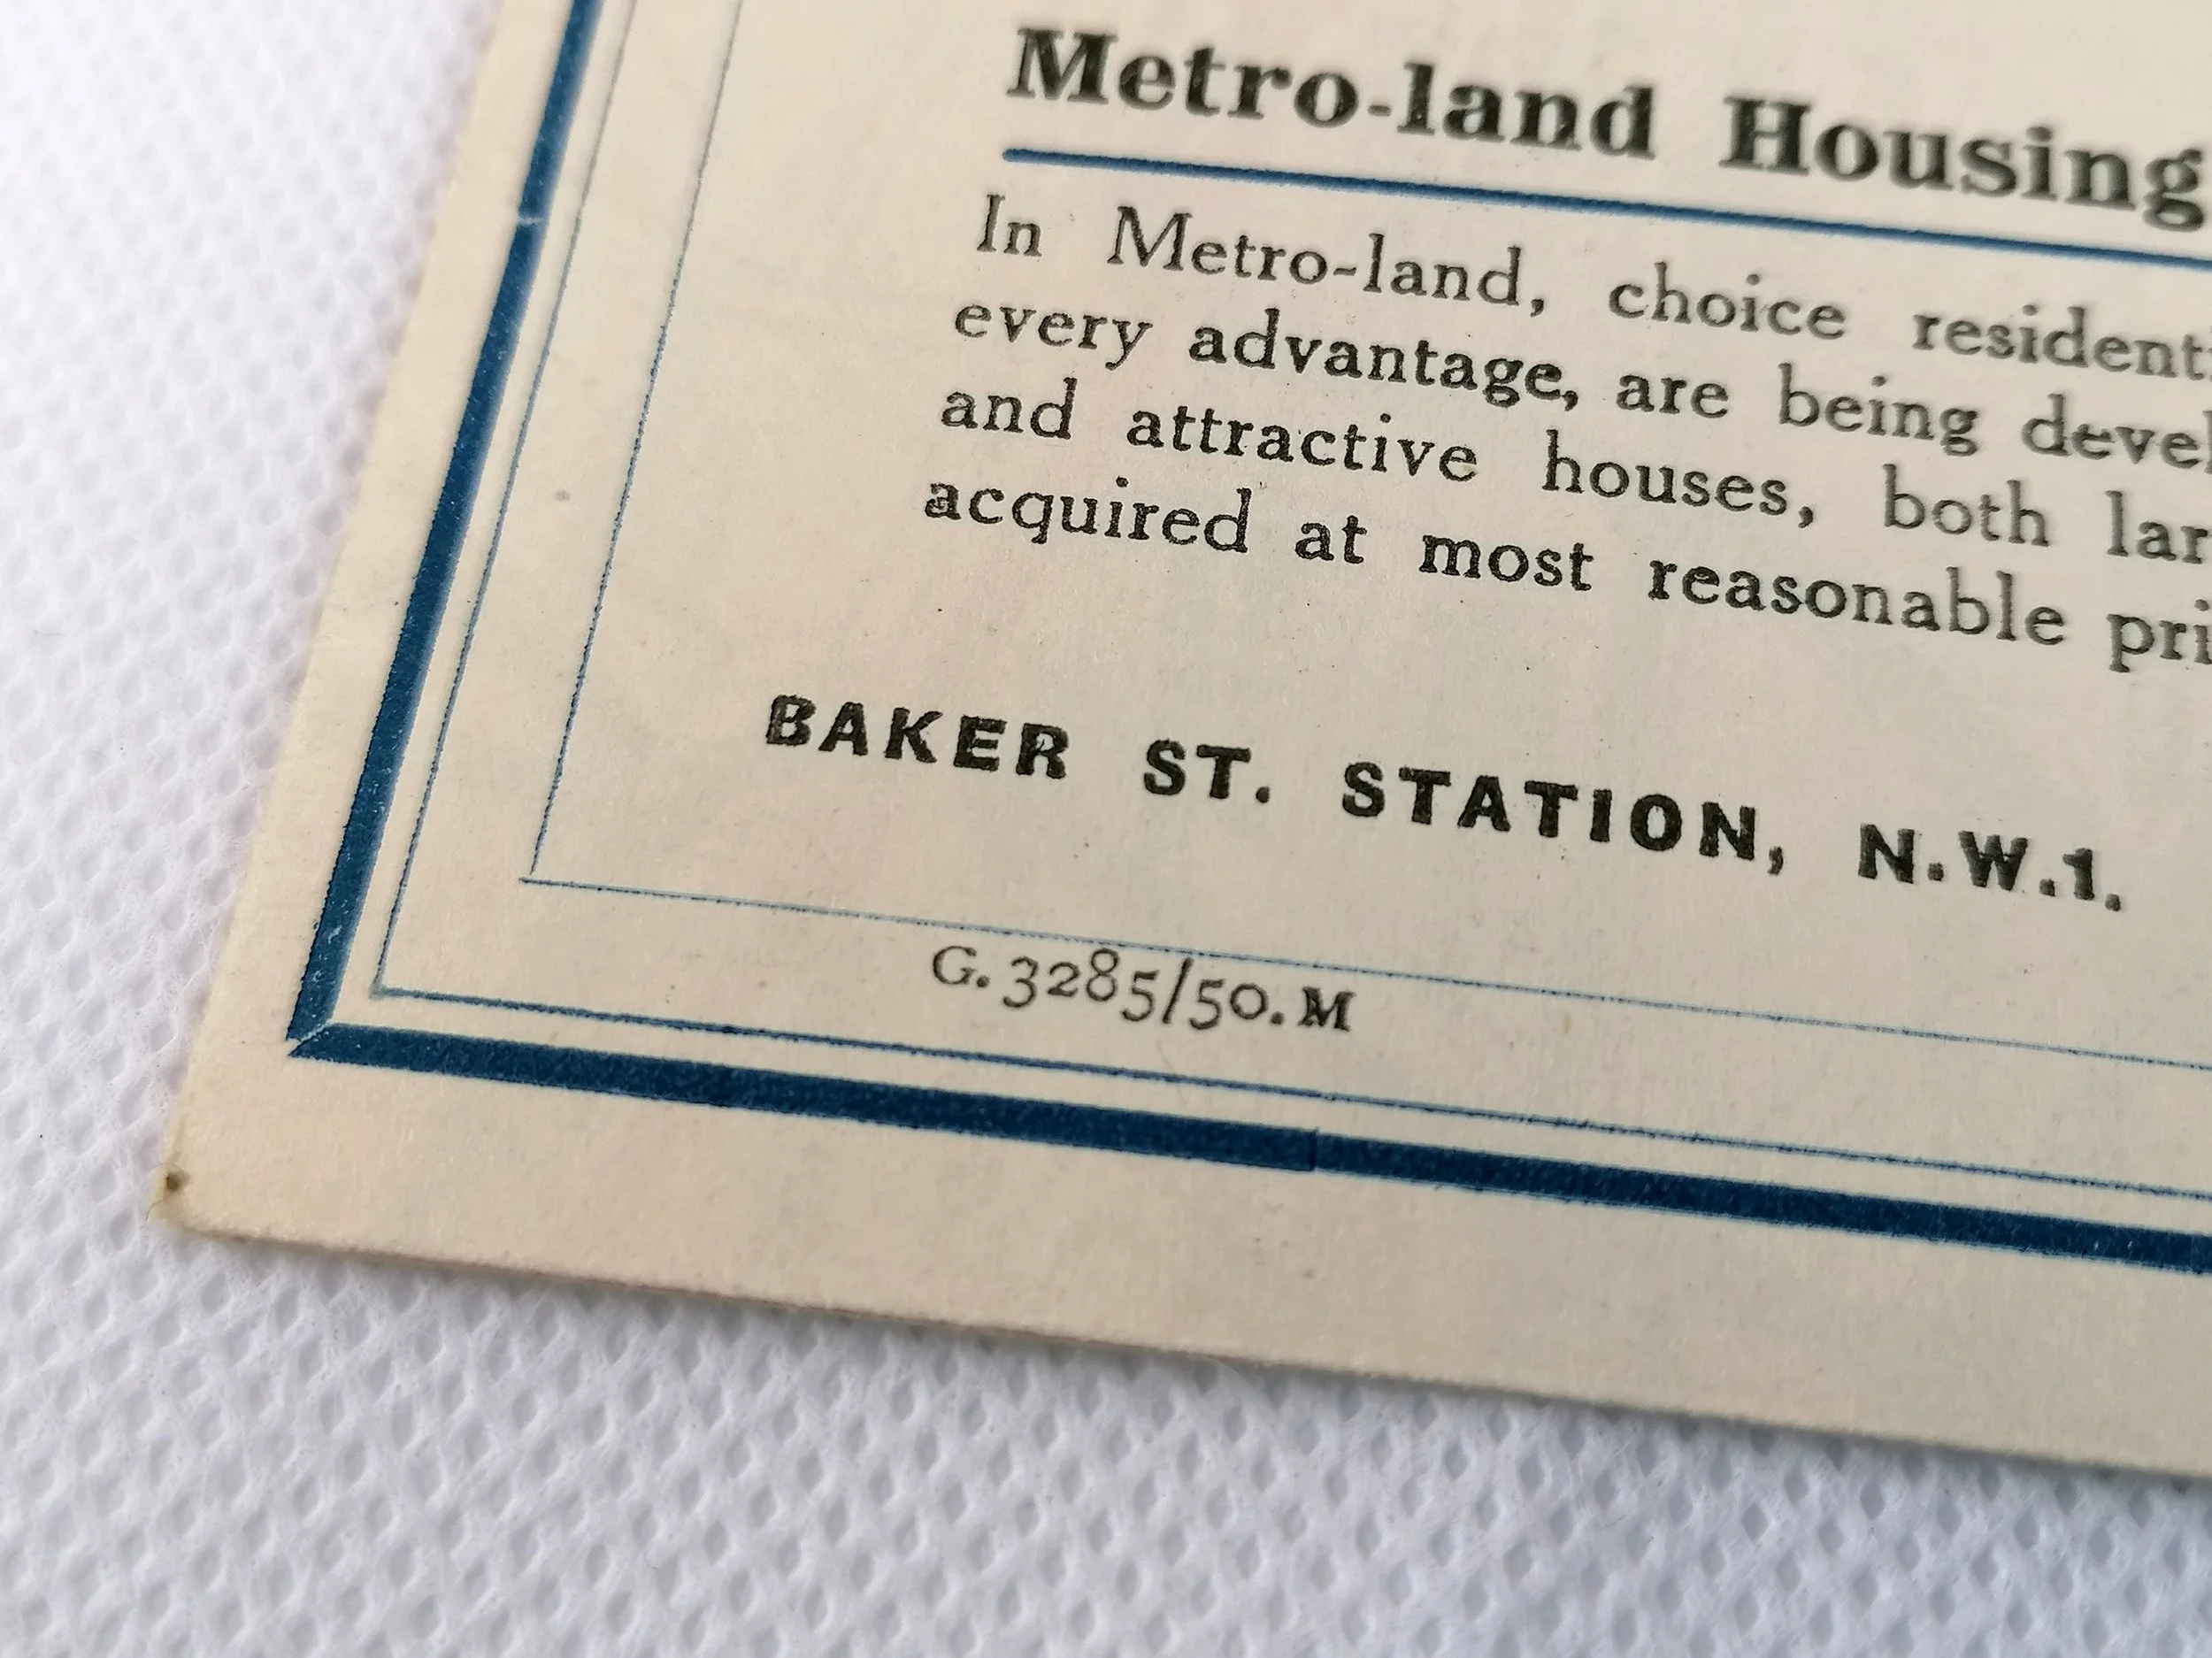 Metro-land Housing
In Metro-land, choice
every advantage, are being
and attractive houses, both
acquired at most reasonable
BAKER ST. STATION, N.W.1.
G. 3285/50. M